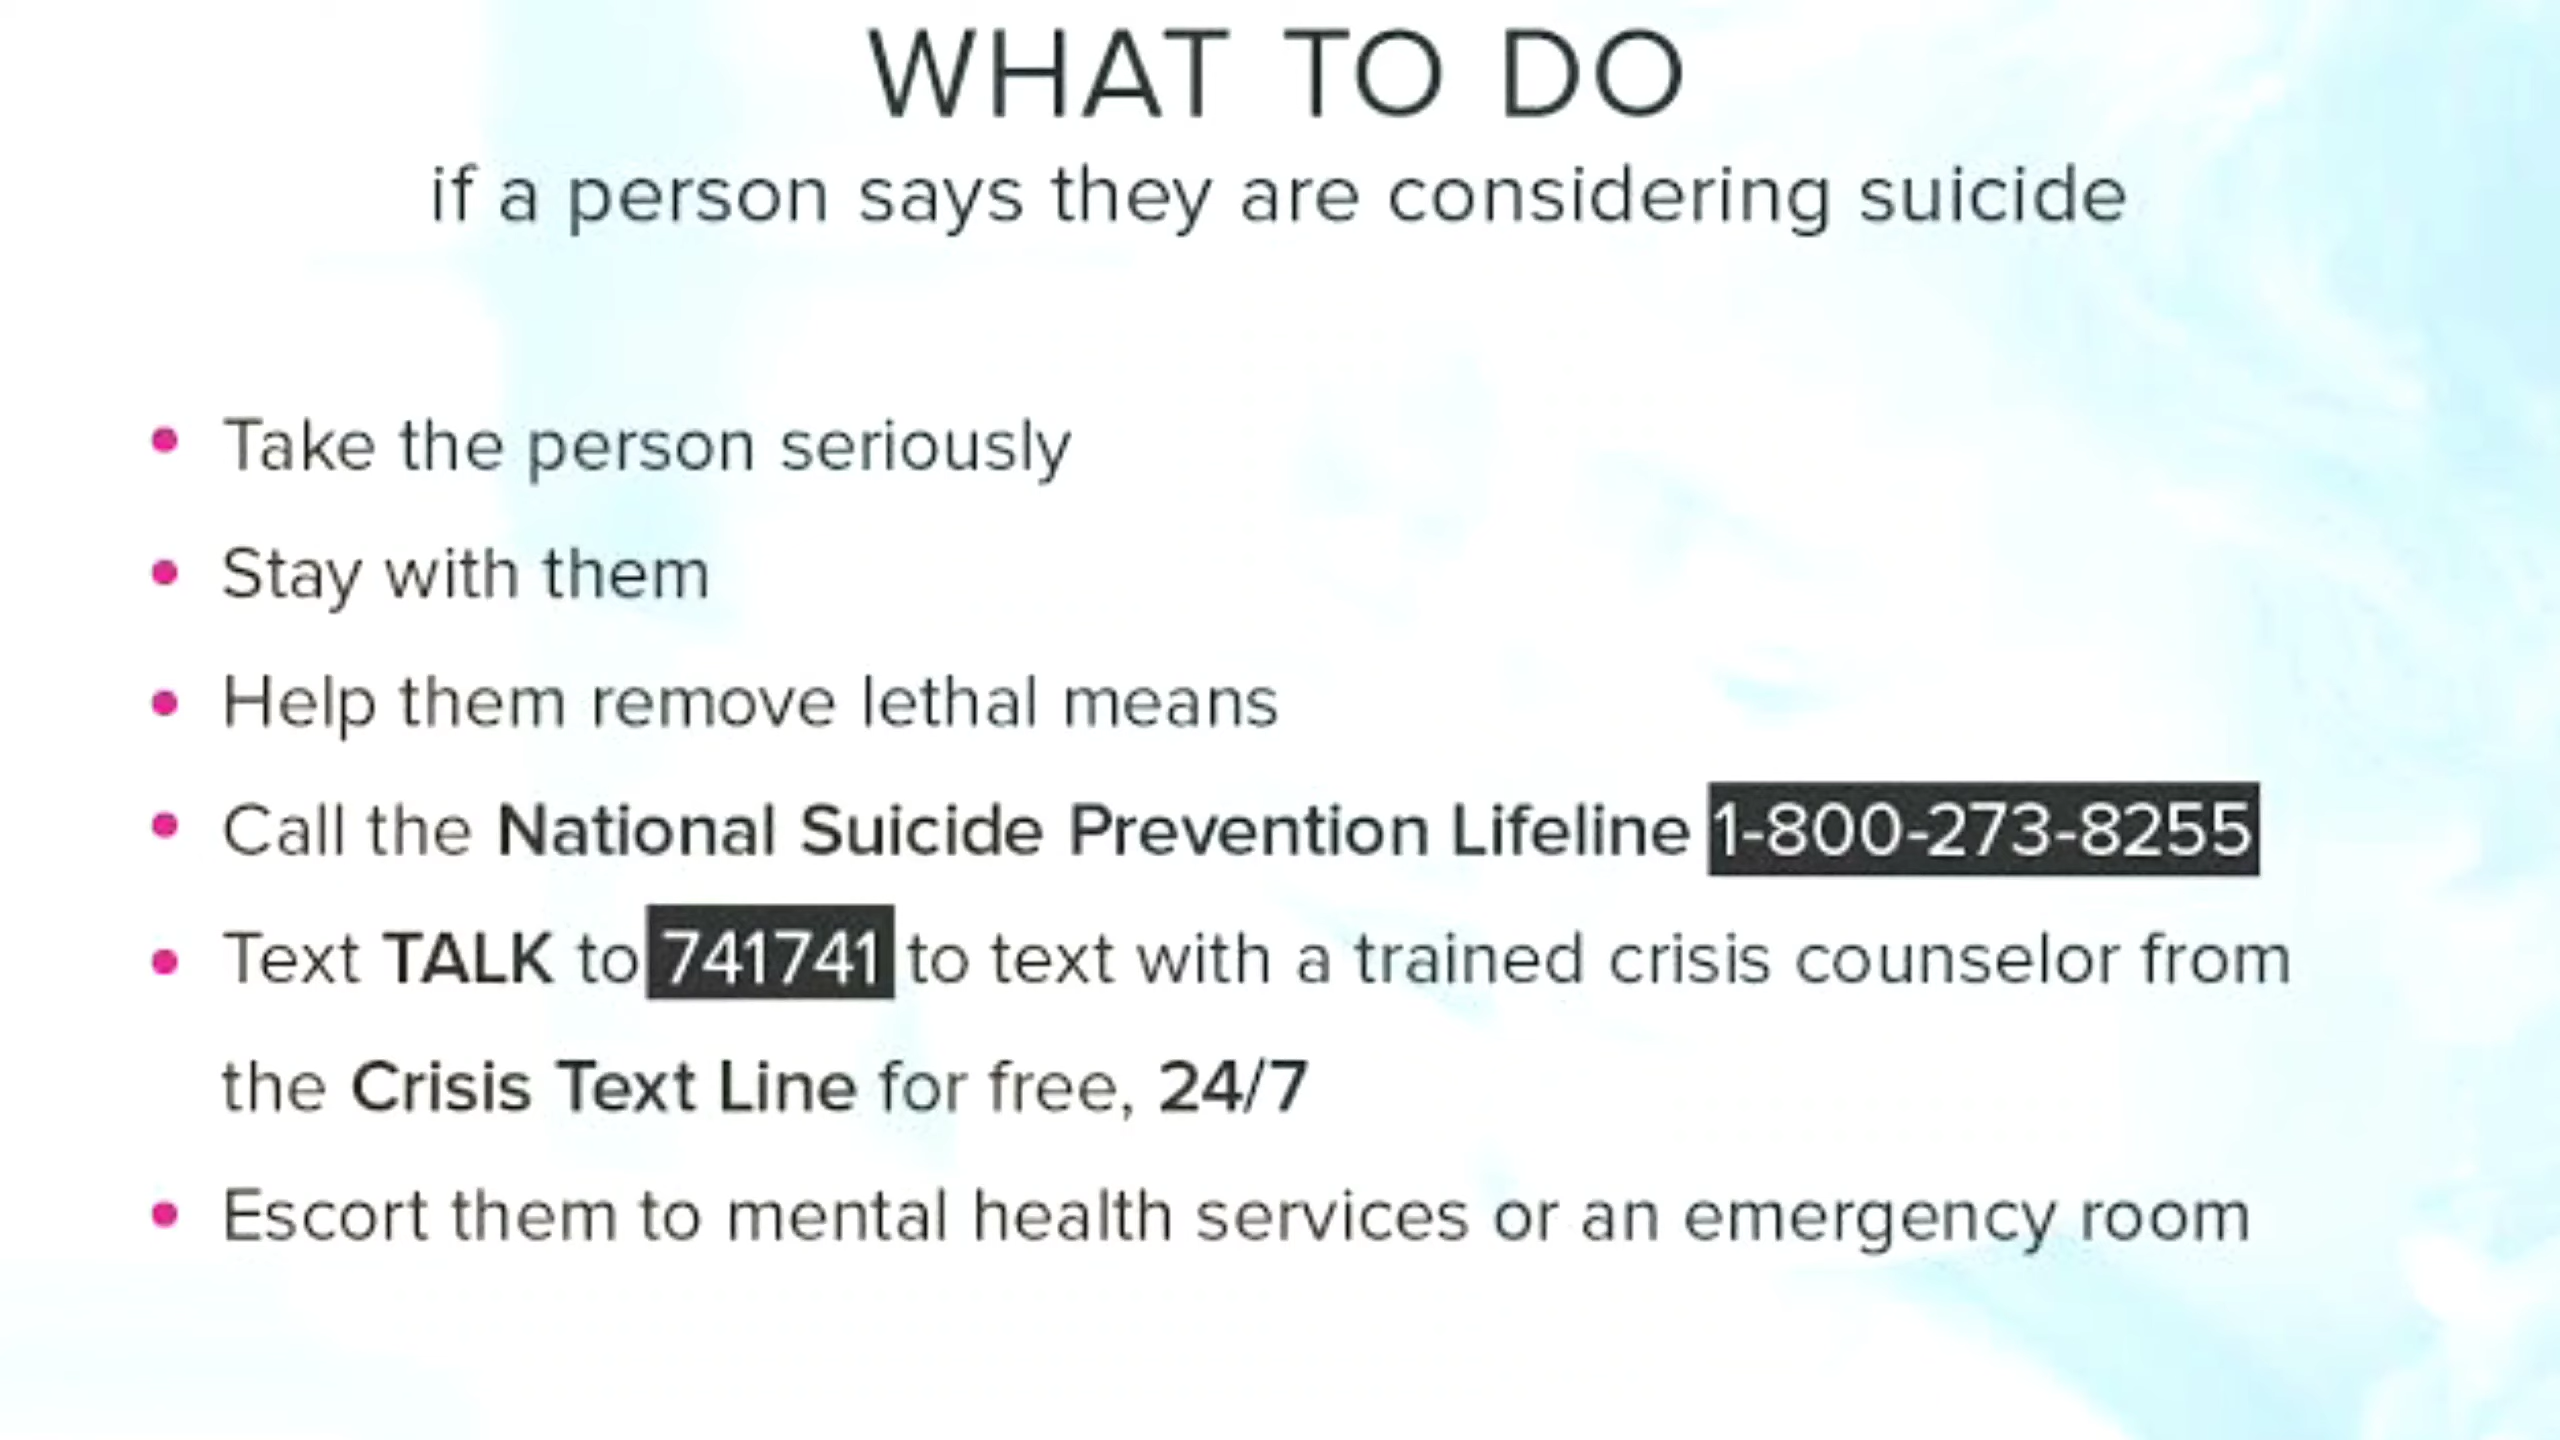 WHAT TO DO
if a person says they are considering suicide
• Take the person seriously
• Stay with them
• Help them remove lethal means
• Call the National Suicide Prevention Lifeline 1-800-273-8255
• Text TALK to 741741 to text with a trained crisis counselor from
the Crisis Text Line for free, 24/7
• Escort them to mental health services or an emergency room